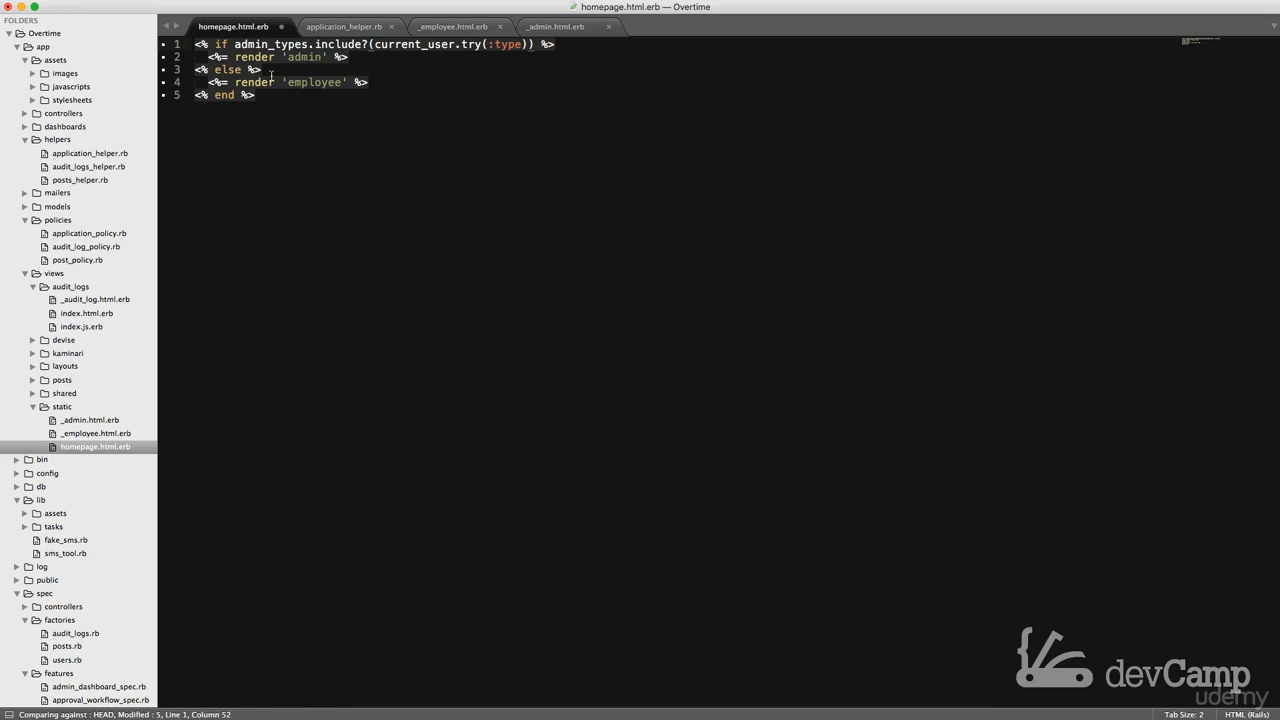 homepage.html.erb — Overtime
FOLDERS
Overtime
app
assets
images
javascripts
stylesheets
controllers
dashboards
helpers
application_helper.rb
audit_logs_helper.rb
posts_helper.rb
mailers
models
policies
application_policy.rb
audit_log_policy.rb
post_policy.rb
views
audit_logs
_audit_log.html.erb
index.html.erb
index.js.erb
devise
kaminari
layouts
posts
shared
static
_admin.html.erb
_employee.html.erb
homepage.html.erb
bin
config
db
lib
assets
tasks
fake_sms.rb
sms_tool.rb
log
public
spec
controllers
factories
audit_logs.rb
posts.rb
users.rb
features
admin_dashboard_spec.rb
approval_workflow_spec.rb
homepage.html.erb application_helper.rb _employee.html.erb _admin.html.erb
1 <% if admin_types.include?(current_user.try(:type)) %>
2 <%= render 'admin' %>
3 <% else %>
4 <%= render 'employee' %>
5 <% end %>
devCamp
udemy
Comparing against : HEAD, Modified : 5, Line 1, Column 52 Tab Size: 2 HTML (Rails)